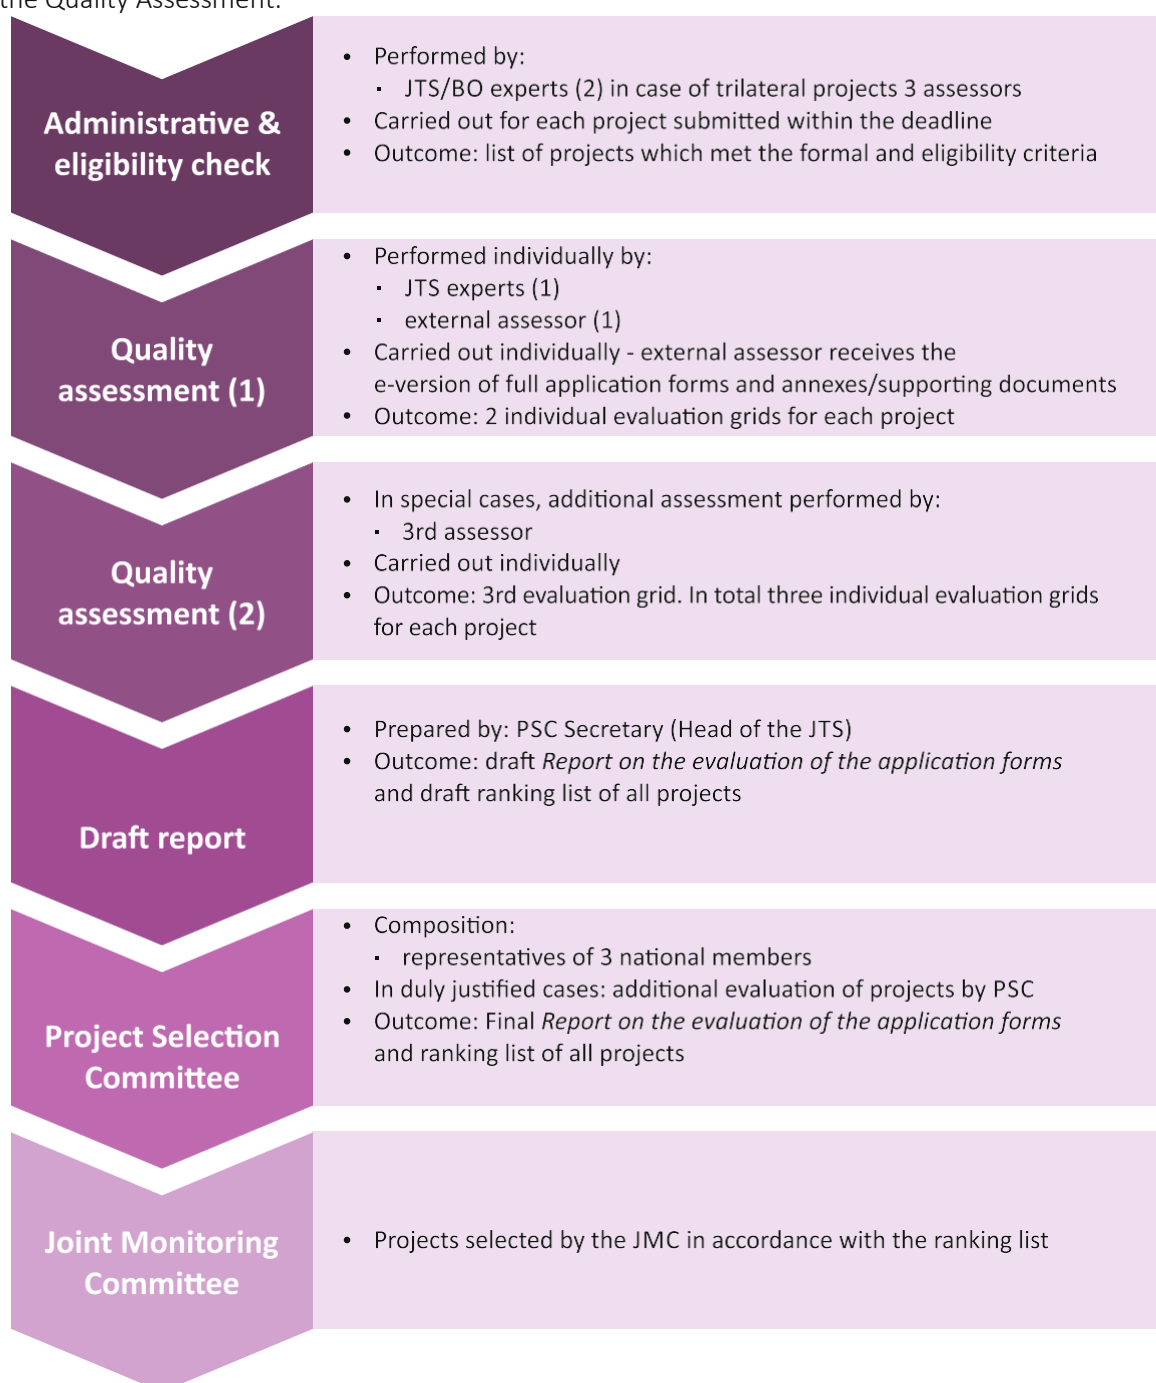 the Quality Assessment.
Administrative &
eligibility check
• Performed by:
▪ JTS/BO experts (2) in case of trilateral projects 3 assessors
• Carried out for each project submitted within the deadline
• Outcome: list of projects which met the formal and eligibility criteria
Quality
assessment (1)
• Performed individually by:
▪ JTS experts (1)
▪ external assessor (1)
• Carried out individually - external assessor receives the
e-version of full application forms and annexes/supporting documents
• Outcome: 2 individual evaluation grids for each project
Quality
assessment (2)
• In special cases, additional assessment performed by:
▪ 3rd assessor
• Carried out individually
• Outcome: 3rd evaluation grid. In total three individual evaluation grids
for each project
Draft report
• Prepared by: PSC Secretary (Head of the JTS)
• Outcome: draft Report on the evaluation of the application forms
and draft ranking list of all projects
Project Selection
Committee
• Composition:
▪ representatives of 3 national members
• In duly justified cases: additional evaluation of projects by PSC
• Outcome: Final Report on the evaluation of the application forms
and ranking list of all projects
Joint Monitoring
Committee
• Projects selected by the JMC in accordance with the ranking list